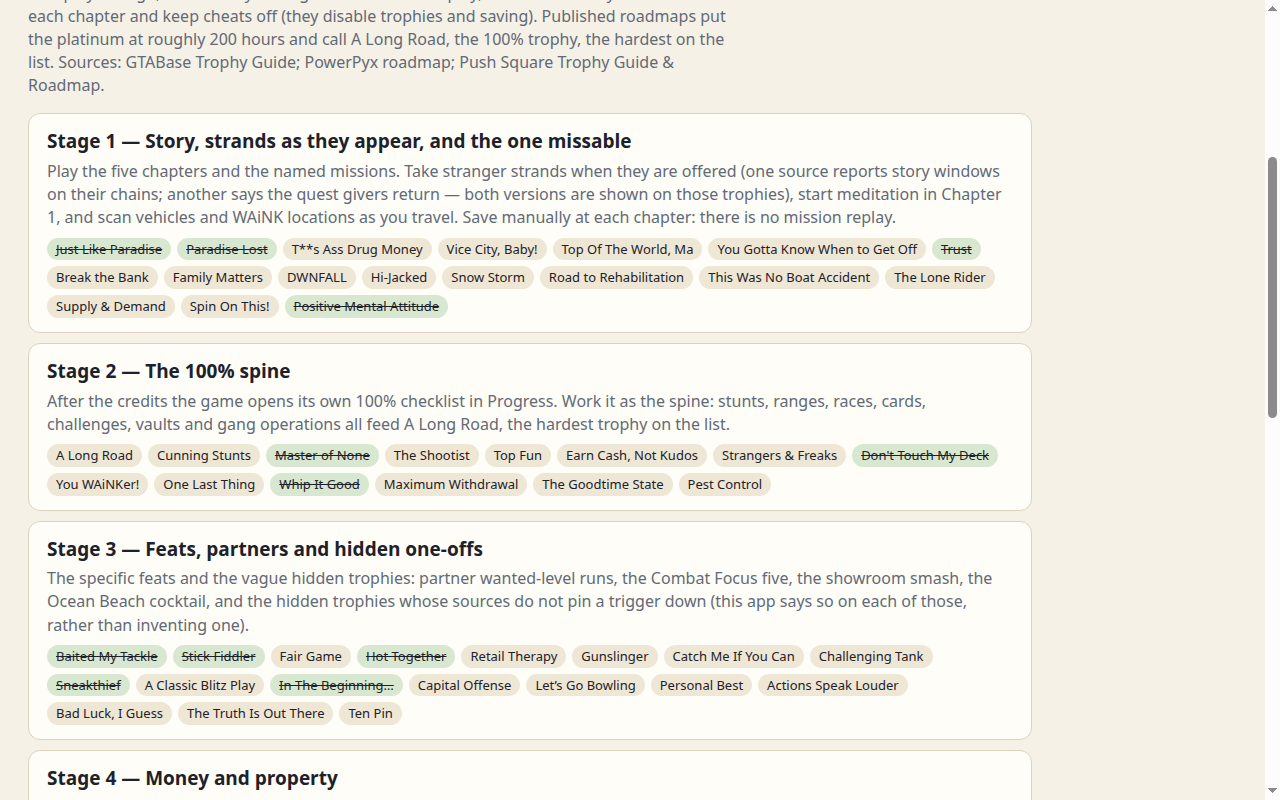 each chapter and keep cheats off (they disable trophies and saving). Published roadmaps put
the platinum at roughly 200 hours and call A Long Road, the 100% trophy, the hardest on the
list. Sources: GTABase Trophy Guide; PowerPyx roadmap; Push Square Trophy Guide &
Roadmap.
Stage 1 — Story, strands as they appear, and the one missable
Play the five chapters and the named missions. Take stranger strands when they are offered (one source reports story windows
on their chains; another says the quest givers return — both versions are shown on those trophies), start meditation in Chapter
1, and scan vehicles and WAiNK locations as you travel. Save manually at each chapter: there is no mission replay.
Just Like Paradise Paradise Lost T**s Ass Drug Money Vice City, Baby! Top Of The World, Ma You Gotta Know When to Get Off Trust
Break the Bank Family Matters DWNFALL Hi-Jacked Snow Storm Road to Rehabilitation This Was No Boat Accident The Lone Rider
Supply & Demand Spin On This! Positive Mental Attitude
Stage 2 — The 100% spine
After the credits the game opens its own 100% checklist in Progress. Work it as the spine: stunts, ranges, races, cards,
challenges, vaults and gang operations all feed A Long Road, the hardest trophy on the list.
A Long Road Cunning Stunts Master of None The Shootist Top Fun Earn Cash, Not Kudos Strangers & Freaks Don't Touch My Deck
You WAiNKer! One Last Thing Whip It Good Maximum Withdrawal The Goodtime State Pest Control
Stage 3 — Feats, partners and hidden one-offs
The specific feats and the vague hidden trophies: partner wanted-level runs, the Combat Focus five, the showroom smash, the
Ocean Beach cocktail, and the hidden trophies whose sources do not pin a trigger down (this app says so on each of those,
rather than inventing one).
Baited My Tackle Stick Fiddler Fair Game Hot Together Retail Therapy Gunslinger Catch Me If You Can Challenging Tank
Sneakthief A Classic Blitz Play In The Beginning... Capital Offense Let's Go Bowling Personal Best Actions Speak Louder
Bad Luck, I Guess The Truth Is Out There Ten Pin
Stage 4 — Money and property